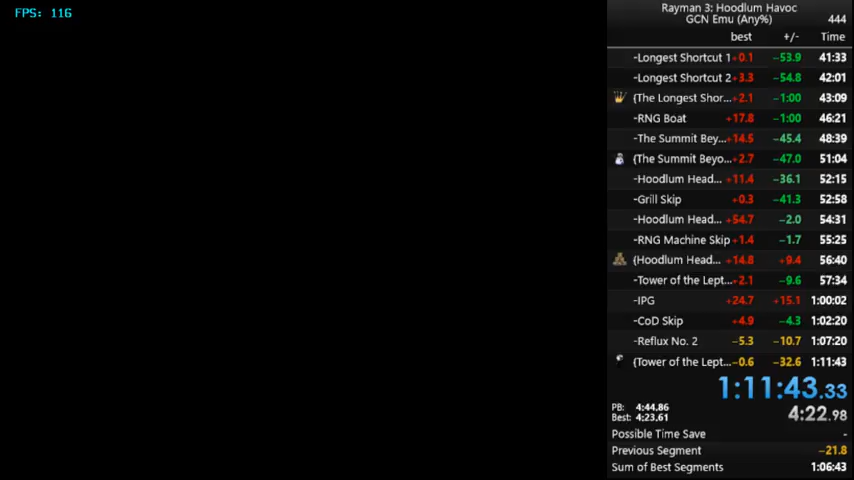 FPS: 116
Rayman 3: Hoodlum Havoc
GCN Emu (Any%) 444
best +/- Time
-Longest Shortcut 1 +0.1 −53.9 41:33
-Longest Shortcut 2 +3.3 −54.8 42:01
{The Longest Shor... +2.1 −1:00 43:09
-RNG Boat +17.8 −1:00 46:21
-The Summit Bey... +14.5 −45.4 48:39
{The Summit Beyo... +2.7 −47.0 51:04
-Hoodlum Head... +11.4 −36.1 52:15
-Grill Skip +0.3 −41.3 52:58
-Hoodlum Head... +54.7 −2.0 54:31
-RNG Machine Skip +1.4 −1.7 55:25
{Hoodlum Head... +14.8 +9.4 56:40
-Tower of the Lept... +2.1 −9.6 57:34
-IPG +24.7 +15.1 1:00:02
-CoD Skip +4.9 −4.3 1:02:20
-Reflux No. 2 −5.3 −10.7 1:07:20
{Tower of the Lept... −0.6 −32.6 1:11:43
1:11:43.33
PB: 4:44.86
Best: 4:23.61
4:22.98
Possible Time Save -
Previous Segment −21.8
Sum of Best Segments 1:06:43